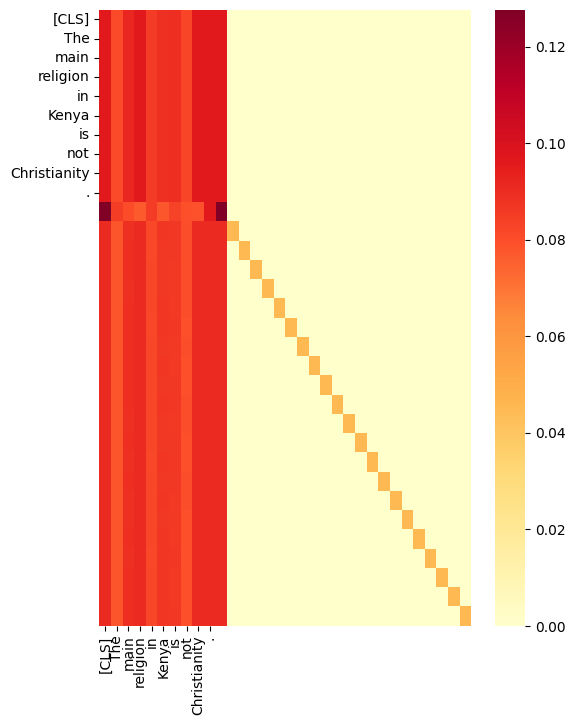 [CLS]
The
main
religion
in
Kenya
is
not
Christianity
.
0.12
0.10
0.08
0.06
0.04
0.02
0.00
[CLS]
The
main
religion
in
Kenya
is
not
Christianity
.